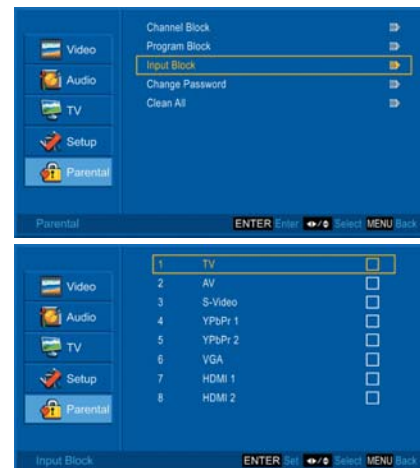 Channel Block
Program Block
Input Block
Change Password
Clean All
Video
Audio
TV
Setup
Parental
Parental ENTER Enter Select MENU Back
1 TV
2 AV
3 S-Video
4 YPbPr 1
5 YPbPr 2
6 VGA
7 HDMI 1
8 HDMI 2
Video
Audio
TV
Setup
Parental
Input Block ENTER Set Select MENU Back